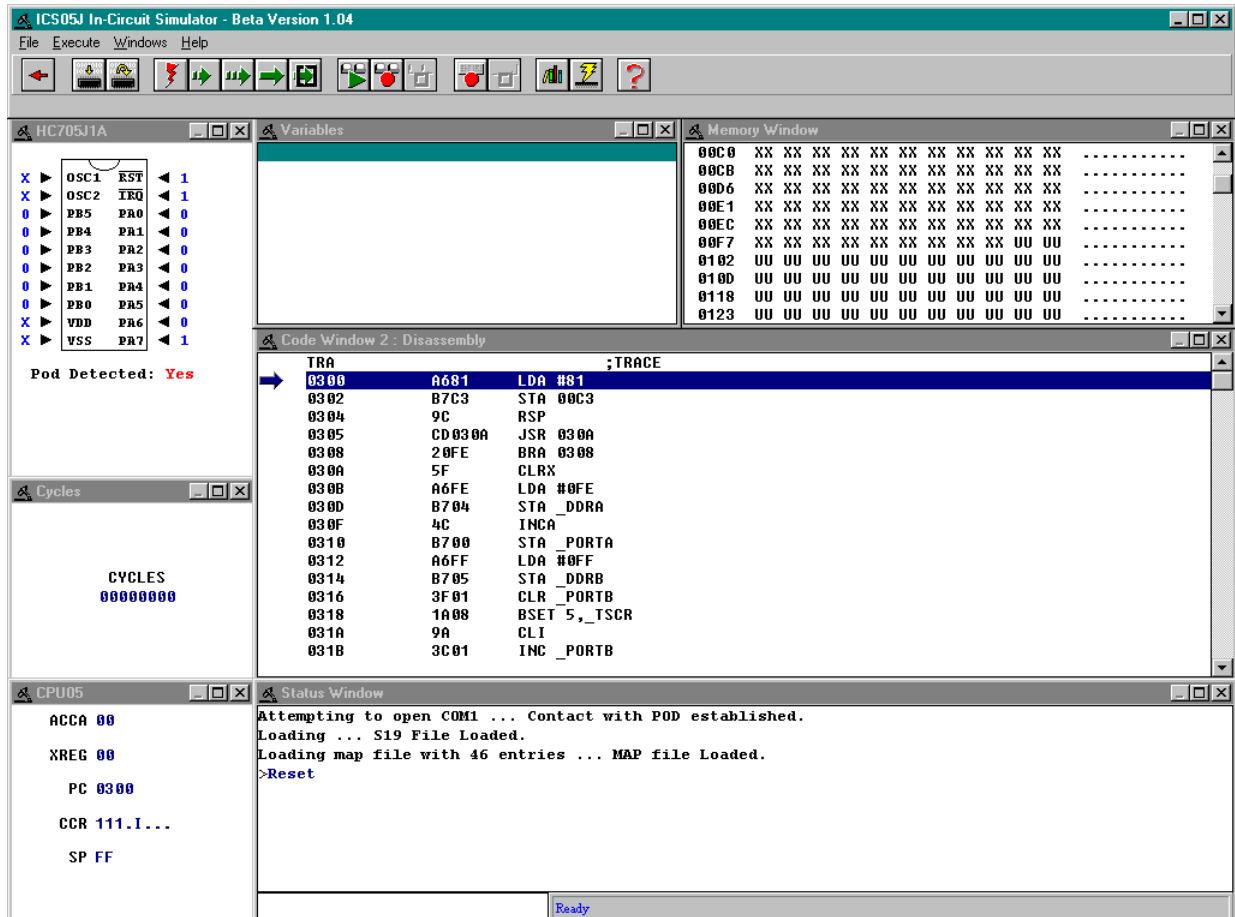 ICS05J In-Circuit Simulator - Beta Version 1.04
File Execute Windows Help
HC705J1A
X OSC1 RST 1
X OSC2 IRQ 1
0 PB5 PA0 0
0 PB4 PA1 0
0 PB3 PA2 0
0 PB2 PA3 0
0 PB1 PA4 0
0 PB0 PA5 0
X VDD PA6 0
X VSS PA7 1
Pod Detected: Yes
Variables
Memory Window
00C0 XX XX XX XX XX XX XX XX XX XX XX ...........
00CB XX XX XX XX XX XX XX XX XX XX XX ...........
00D6 XX XX XX XX XX XX XX XX XX XX XX ...........
00E1 XX XX XX XX XX XX XX XX XX XX XX ...........
00EC XX XX XX XX XX XX XX XX XX XX XX ...........
00F7 XX XX XX XX XX XX XX XX XX UU UU ...........
0102 UU UU UU UU UU UU UU UU UU UU UU ...........
010D UU UU UU UU UU UU UU UU UU UU UU ...........
0118 UU UU UU UU UU UU UU UU UU UU UU ...........
0123 UU UU UU UU UU UU UU UU UU UU UU ...........
Code Window 2 : Disassembly
TRA ;TRACE
0300 A681 LDA #81
0302 B7C3 STA 00C3
0304 9C RSP
0305 CD030A JSR 030A
0308 20FE BRA 0308
030A 5F CLRX
030B A6FE LDA #0FE
030D B704 STA _DDRA
030F 4C INCA
0310 B700 STA _PORTA
0312 A6FF LDA #0FF
0314 B705 STA _DDRB
0316 3F01 CLR _PORTB
0318 1A08 BSET 5,_TSCR
031A 9A CLI
031B 3C01 INC _PORTB
Cycles
CYCLES
00000000
CPU05
ACCA 00
XREG 00
PC 0300
CCR 111.I...
SP FF
Status Window
Attempting to open COM1 ... Contact with POD established.
Loading ... S19 File Loaded.
Loading map file with 46 entries ... MAP file Loaded.
>Reset
Ready